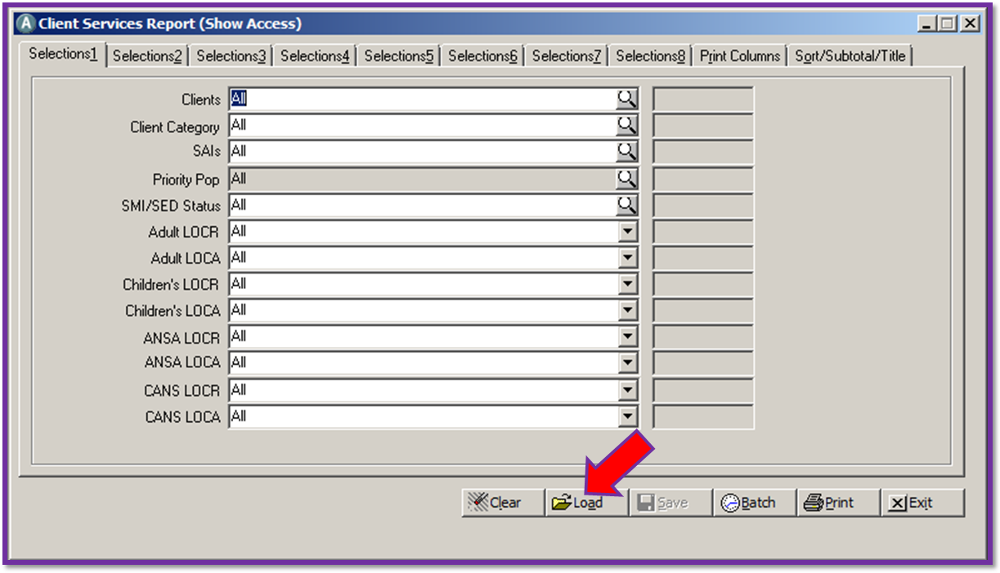 A Client Services Report (Show Access)
Selections1 Selections2 Selections3 Selections4 Selections5 Selections6 Selections7 Selections8 Print Columns Sort/Subtotal/Title
Clients All
Client Category All
SAIs All
Priority Pop All
SMI/SED Status All
Adult LOCR All
Adult LOCA All
Children's LOCR All
Children's LOCA All
ANSA LOCR All
ANSA LOCA All
CANS LOCR All
CANS LOCA All
Clear Load Save Batch Print Exit